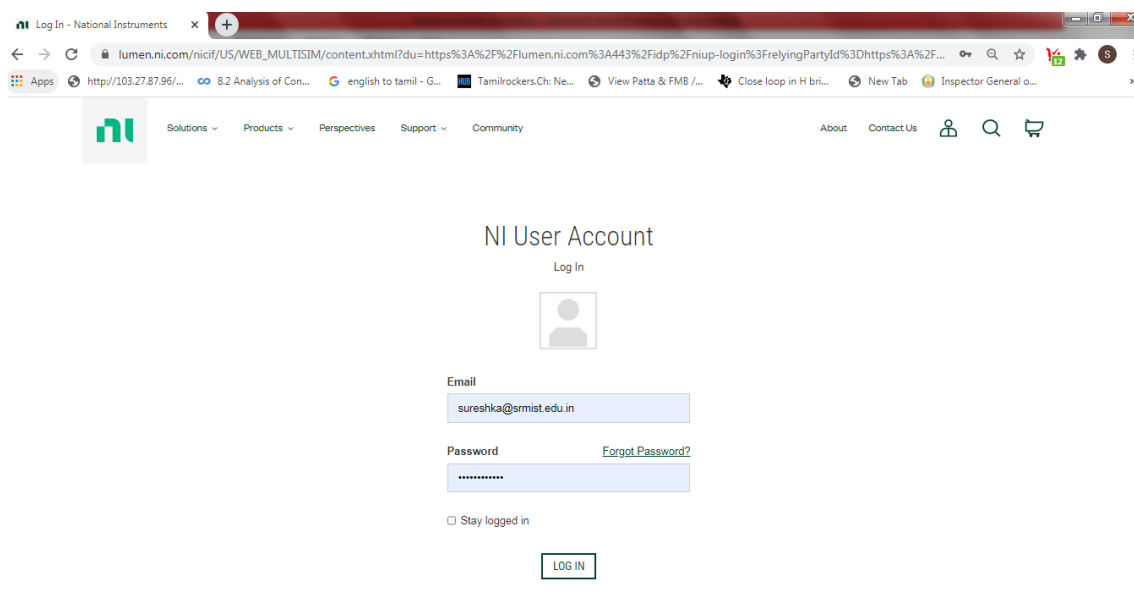 Log In - National Instruments
lumen.ni.com/nicif/US/WEB_MULTISIM/content.xhtml?du=https%3A%2F%2Flumen.ni.com%3A443%2Fidp%2Fniup-login%3FrelyingPartyId%3Dhttps%3A%2F... 12 S
Apps http://103.27.87.96/... 8.2 Analysis of Con... english to tamil - G... HUB Tamilrockers.Ch: Ne... View Patta & FMB /... Close loop in H bri... New Tab Inspector General o...
ni Solutions Products Perspectives Support Community About Contact Us
NI User Account
Log In
Email
sureshka@srmist.edu.in
Password Forgot Password?
••••••••••••
Stay logged in
LOG IN